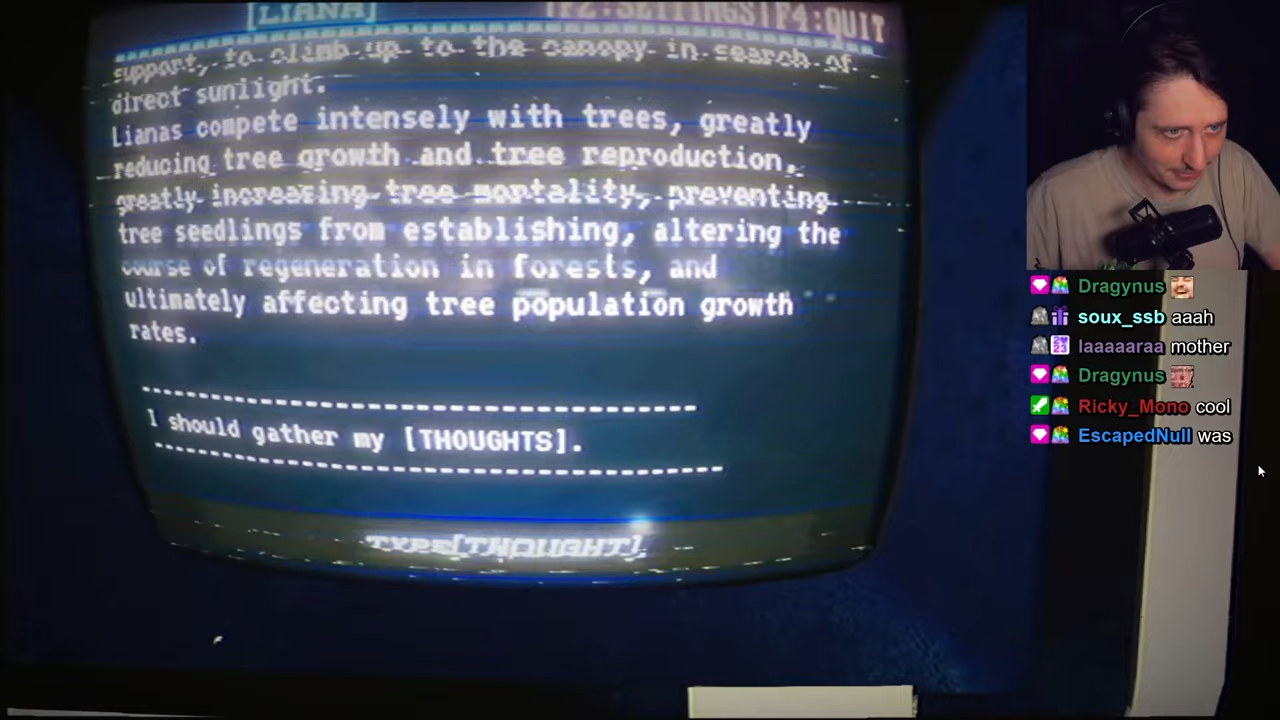 [LIANA] [F2:SETTINGS][F4:QUIT
support, to climb up to the canopy in search of
direct sunlight.
Lianas compete intensely with trees, greatly
reducing tree growth and tree reproduction,
greatly increasing tree mortality, preventing
tree seedlings from establishing, altering the
course of regeneration in forests, and
ultimately affecting tree population growth
rates.
I should gather my [THOUGHTS].
TYPE[THOUGHT]
Dragynus
soux_ssb aaah
laaaaaraa mother
Dragynus
Ricky_Mono cool
EscapedNull was